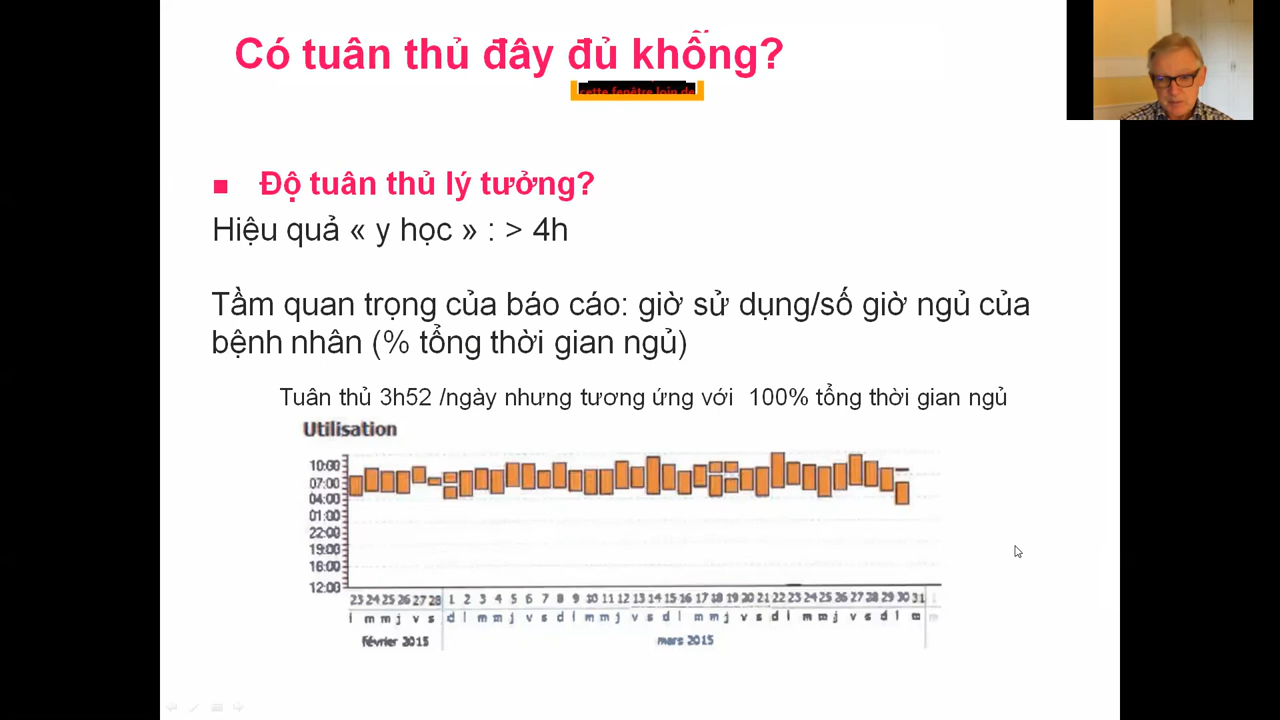 Có tuân thủ đây đủ khỗng?
cette fenêtre loin de
■ Độ tuân thủ lý tưởng?
Hiệu quả « y học » : > 4h
Tầm quan trọng của báo cáo: giờ sử dụng/số giờ ngủ của
bệnh nhân (% tổng thời gian ngủ)
Tuân thủ 3h52 /ngày nhưng tương ứng với 100% tổng thời gian ngủ
Utilisation
10:00
07:00
04:00
01:00
22:00
19:00
16:00
12:00
23 24 25 26 27 28 1 2 3 4 5 6 7 8 9 10 11 12 13 14 15 16 17 18 19 20 21 22 23 24 25 26 27 28 29 30 31
l m m j v s d l m m j v s d l m m j v s d l m m j v s d l m m j v s d l m
février 2015 mars 2015